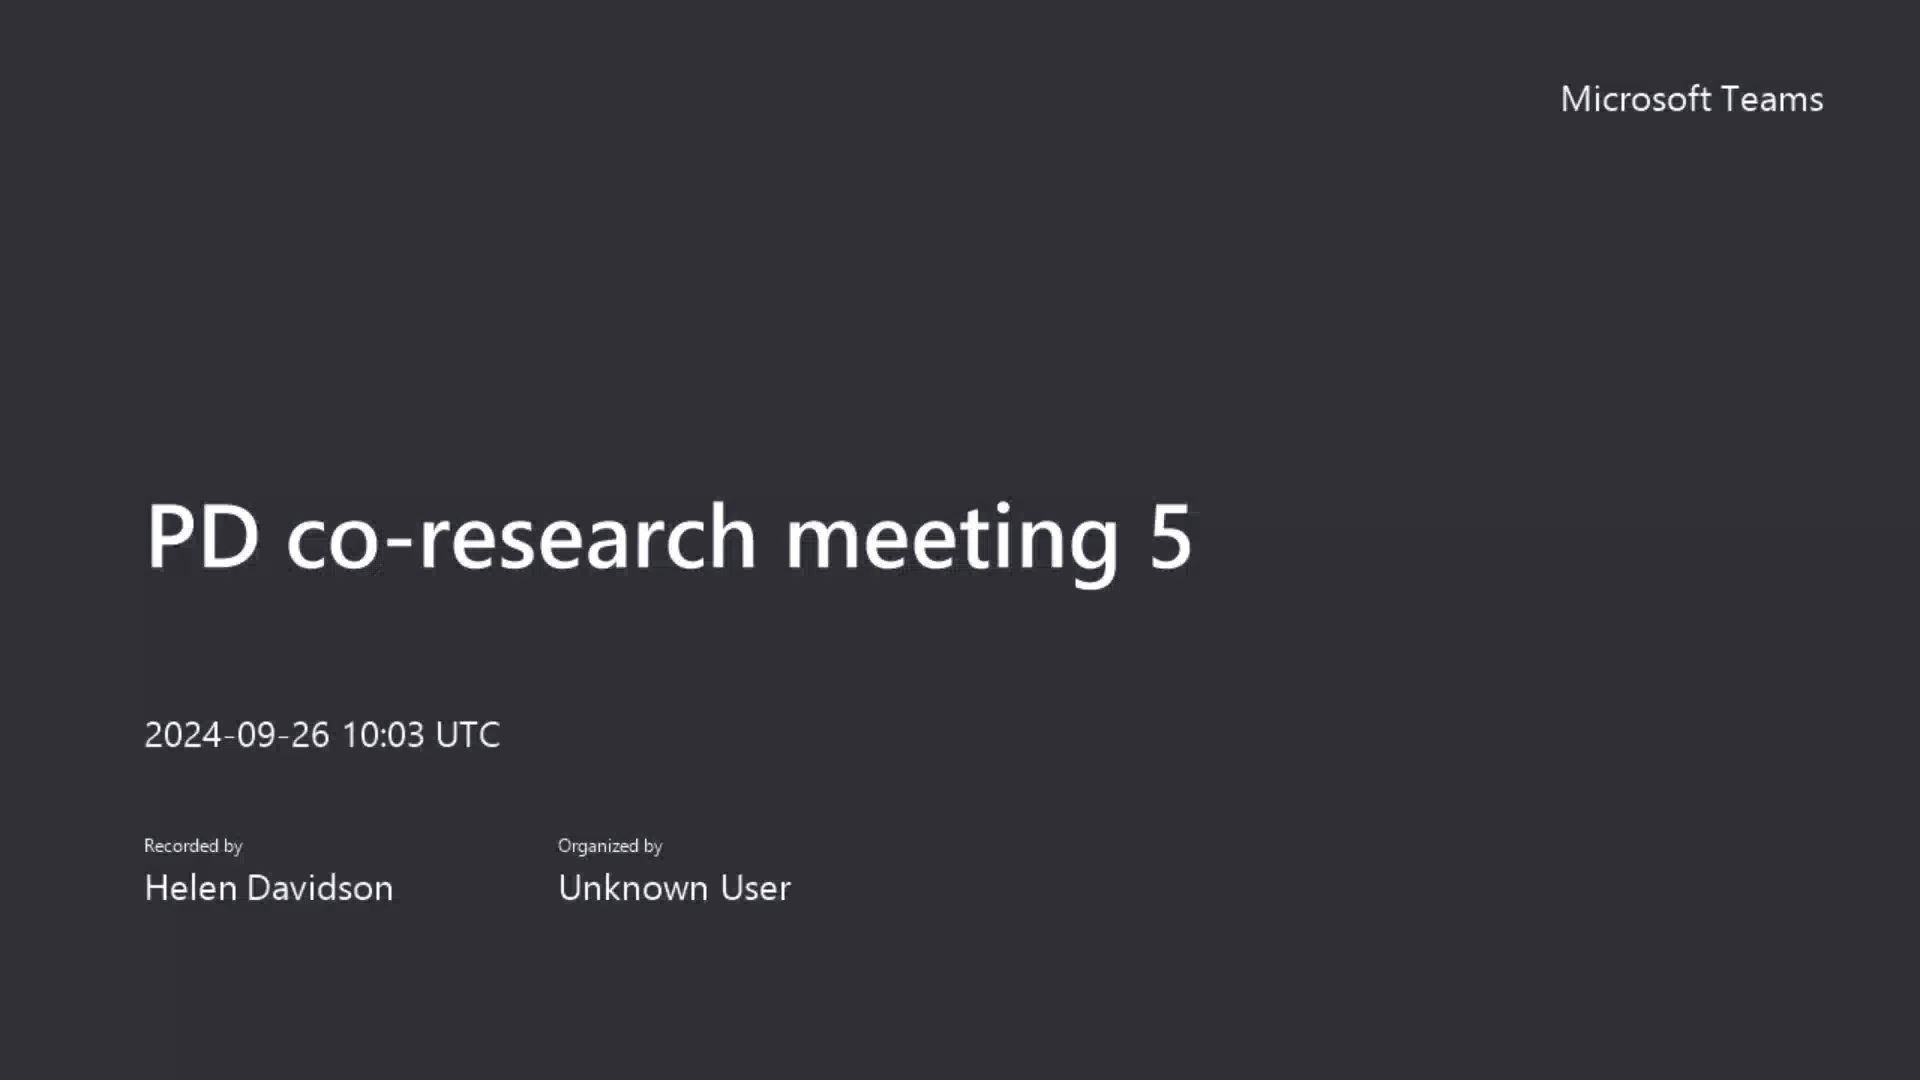 Microsoft Teams
PD co-research meeting 5
2024-09-26 10:03 UTC
Recorded by
Helen Davidson
Organized by
Unknown User